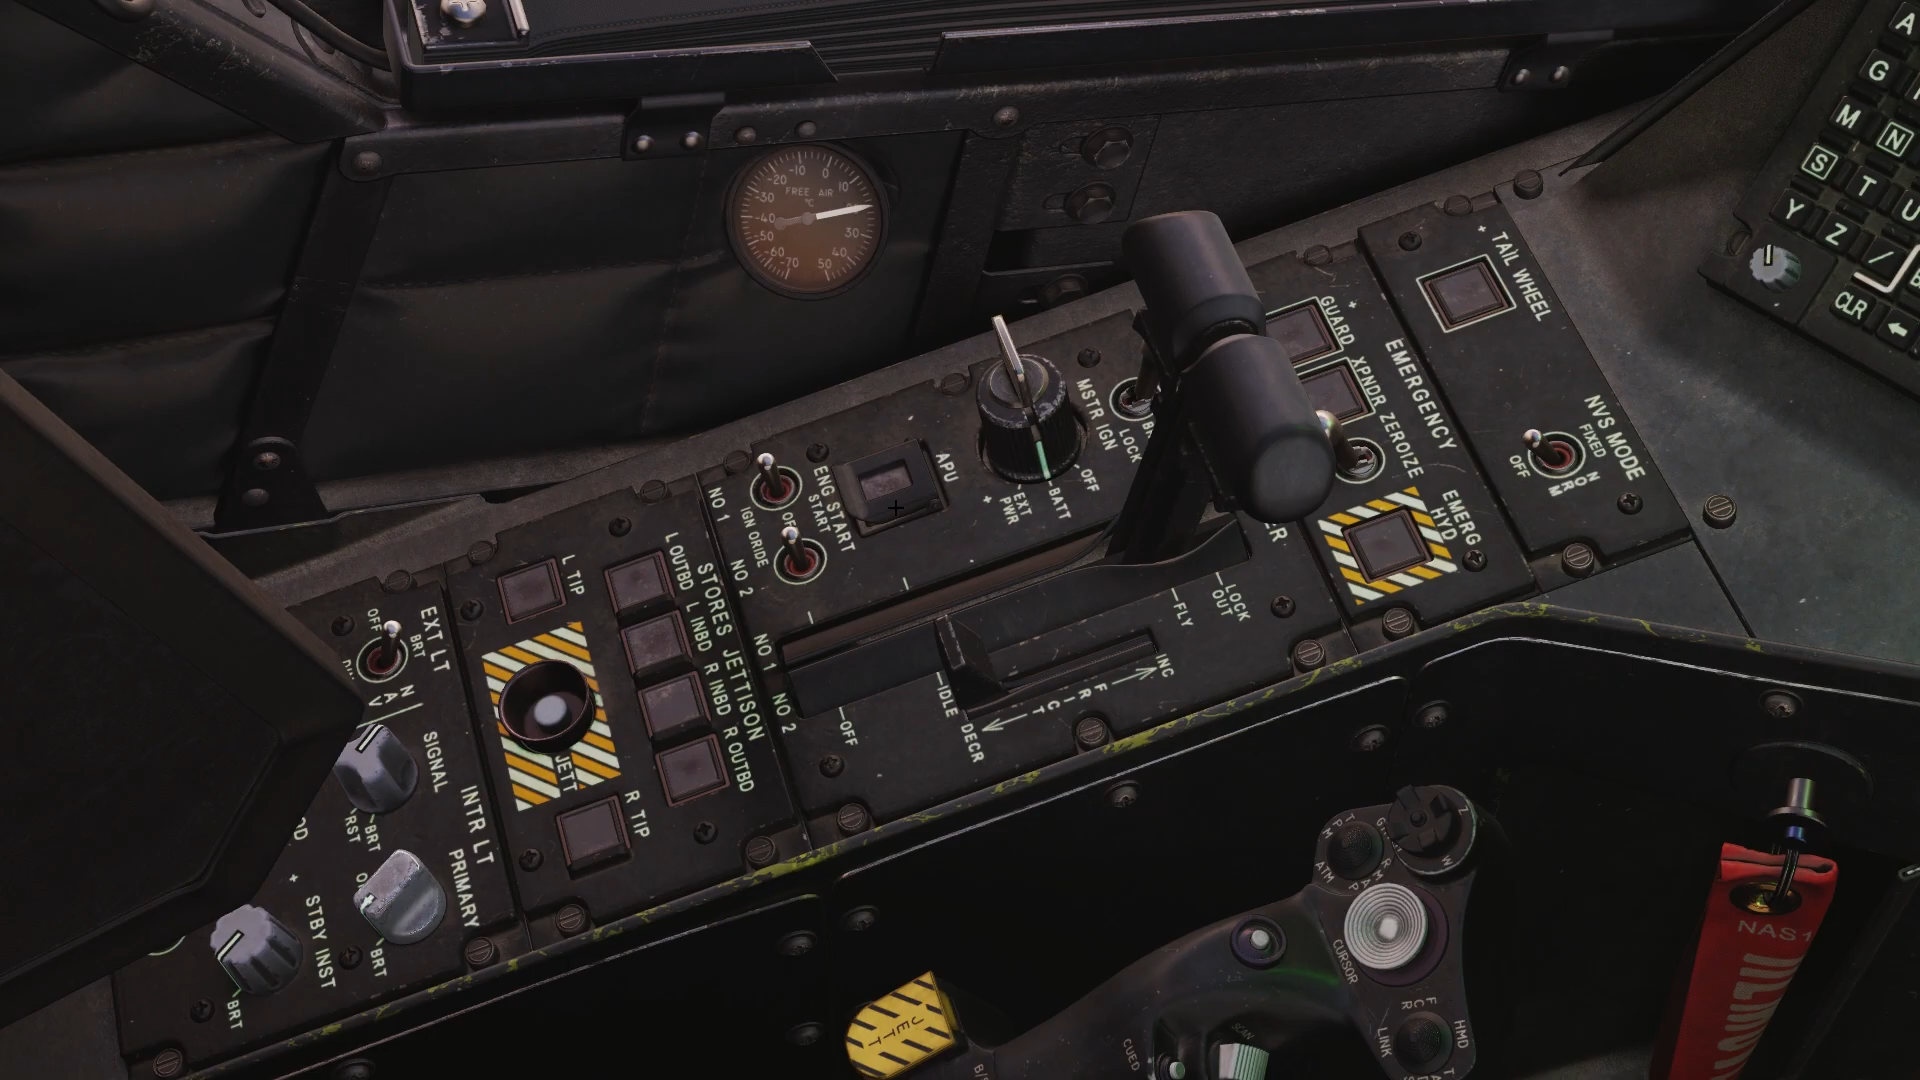 -10 0 10
-20
-30
-40 30
-50 40
-60 50
-70
FREE AIR
°C
A
G
M N
S T U
Y Z /
CLR
TAIL WHEEL
NVS MODE
FIXED
OFF
NORM
GUARD
XPNDR ZEROIZE
EMERGENCY
EMERG
HYD
MSTR IGN
LOCK
OFF
BATT
EXT
PWR
APU
ENG START
START
OFF
IGN ORIDE
NO 1
NO 2
LOCK
OUT
FLY
IDLE
OFF
NO 1
NO 2
INC
FRICT
DECR
STORES JETTISON
L TIP
L OUTBD
L INBD
R INBD
R OUTBD
R TIP
JETT
EXT LT
OFF
BRT
NAV
SIGNAL
INTR LT
PRIMARY
BRT
STBY INST
BRT
BRT
JETT
CURSOR
CUED
RF
HMD
LINK
Z
W
NAS1